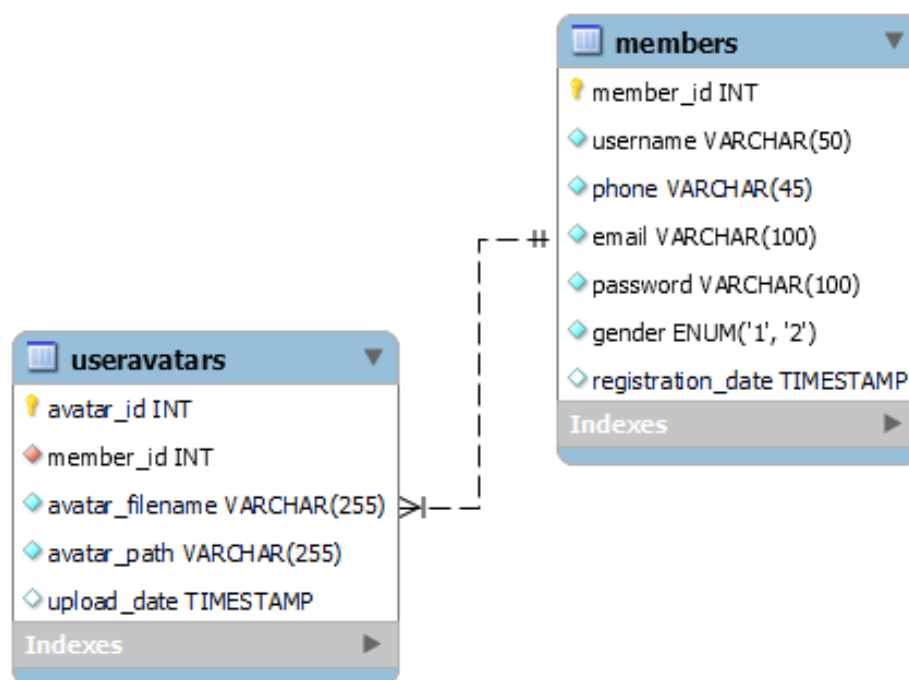 members
member_id INT
username VARCHAR(50)
phone VARCHAR(45)
email VARCHAR(100)
password VARCHAR(100)
gender ENUM('1', '2')
registration_date TIMESTAMP
Indexes
useravatars
avatar_id INT
member_id INT
avatar_filename VARCHAR(255)
avatar_path VARCHAR(255)
upload_date TIMESTAMP
Indexes